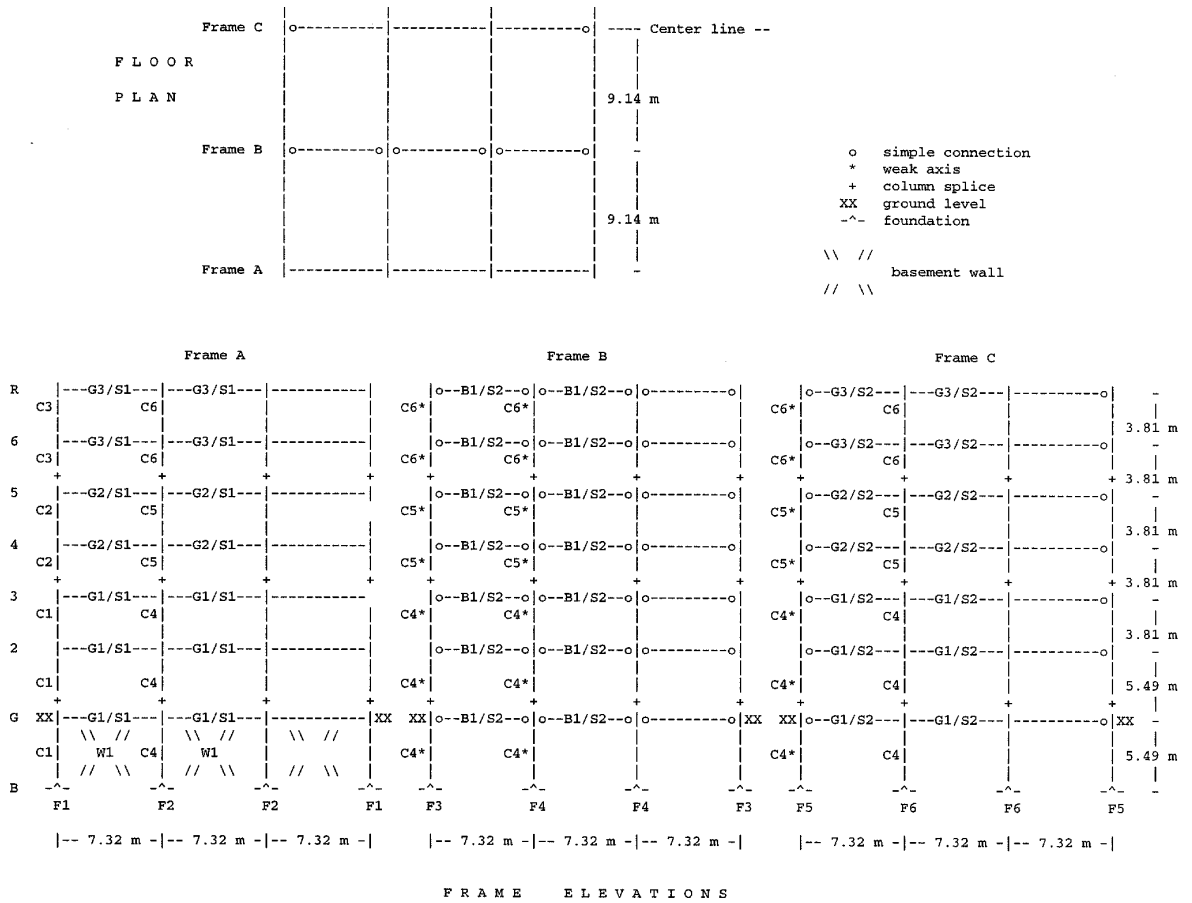 Frame C o---------|---------|--------o| ---- Center line --
F L O O R
P L A N
9.14 m
Frame B |o--------o|o--------o|o--------o| -
9.14 m
Frame A |---------|---------|---------| -
o simple connection
* weak axis
+ column splice
XX ground level
-^- foundation
\\ //
basement wall
// \\
Frame A Frame B Frame C
R |---G3/S1---|---G3/S1---|-----------| |o--B1/S2--o|o--B1/S2--o|o---------o| |o--G3/S2---|---G3/S2---|----------o| -
C3 C6 C6* C6* C6* C6 3.81 m
6 |---G3/S1---|---G3/S1---|-----------| |o--B1/S2--o|o--B1/S2--o|o---------o| |o--G3/S2---|---G3/S2---|----------o| -
C3 C6 C6* C6* C6* C6
+ + + + + + + + + + + + 3.81 m
5 |---G2/S1---|---G2/S1---|-----------| |o--B1/S2--o|o--B1/S2--o|o---------o| |o--G2/S2---|---G2/S2---|----------o| -
C2 C5 C5* C5* C5* C5 3.81 m
4 |---G2/S1---|---G2/S1---|-----------| |o--B1/S2--o|o--B1/S2--o|o---------o| |o--G2/S2---|---G2/S2---|----------o| -
C2 C5 C5* C5* C5* C5
+ + + + + + + + + + + + 3.81 m
3 |---G1/S1---|---G1/S1---|----------- |o--B1/S2--o|o--B1/S2--o|o---------o| |o--G1/S2---|---G1/S2---|----------o| -
C1 C4 C4* C4* C4* C4 3.81 m
2 |---G1/S1---|---G1/S1---|-----------| |o--B1/S2--o|o--B1/S2--o|o---------o| |o--G1/S2---|---G1/S2---|----------o| -
C1 C4 C4* C4* C4* C4 5.49 m
+ + + + + + + + + + + +
G XX|---G1/S1---|---G1/S1---|-----------|XX XX|o--B1/S2--o|o--B1/S2--o|o---------o|XX XX|o--G1/S2---|---G1/S2---|----------o|XX -
\\ // \\ // \\ //
C1 W1 C4 W1 C4* C4* C4* C4 5.49 m
// \\ // \\ // \\
B -^- -^- -^- -^- -^- -^- -^- -^- -^- -^- -^- -^- -
F1 F2 F2 F1 F3 F4 F4 F3 F5 F6 F6 F5
|-- 7.32 m -|-- 7.32 m -|-- 7.32 m -| |-- 7.32 m -|-- 7.32 m -|-- 7.32 m -| |-- 7.32 m -|-- 7.32 m -|-- 7.32 m -|
F R A M E E L E V A T I O N S